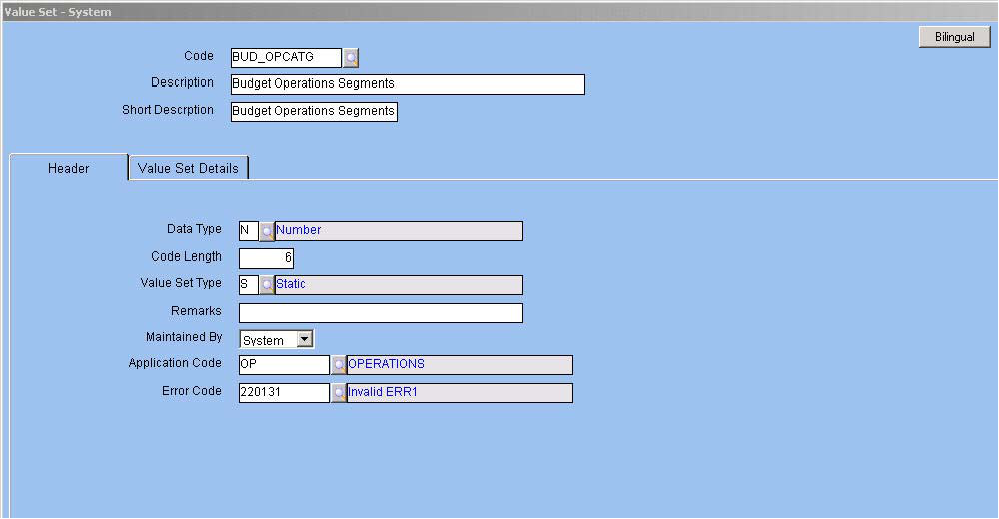 Value Set - System
Bilingual
Code BUD_OPCATG
Description Budget Operations Segments
Short Descrption Budget Operations Segments
Header Value Set Details
Data Type N Number
Code Length 6
Value Set Type S Static
Remarks
Maintained By System
Application Code OP OPERATIONS
Error Code 220131 Invalid ERR1